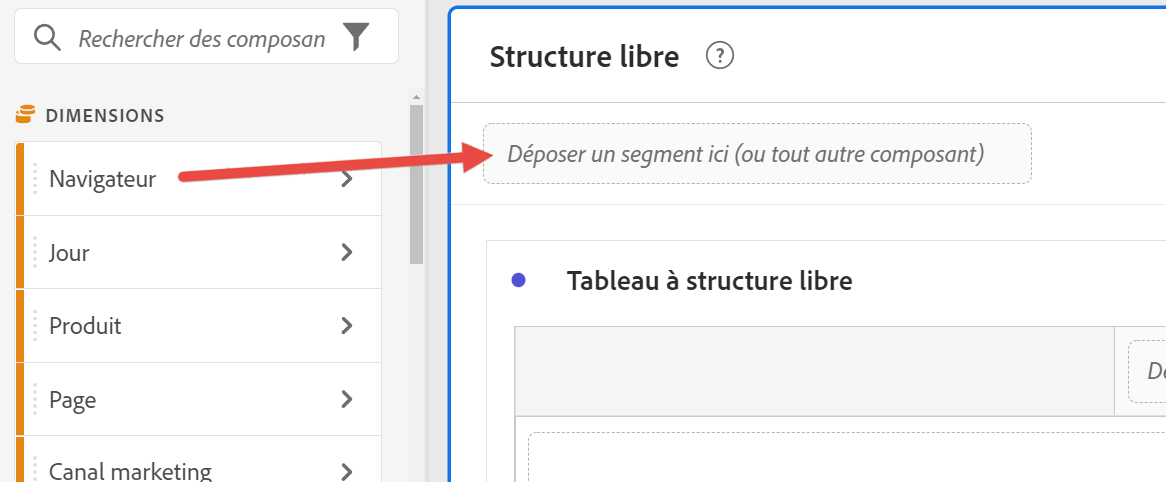 Rechercher des composan
DIMENSIONS
Navigateur
Jour
Produit
Page
Canal marketing
Structure libre ?
Déposer un segment ici (ou tout autre composant)
Tableau à structure libre